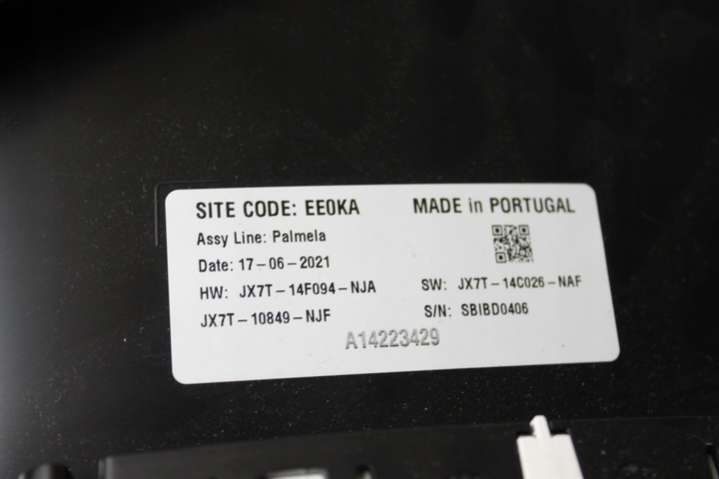 SITE CODE: EE0KA MADE in PORTUGAL
Assy Line: Palmela
Date: 17-06-2021
HW: JX7T-14F094-NJA SW: JX7T-14C026-NAF
JX7T-10849-NJF S/N: SBIBD0406
A14223429